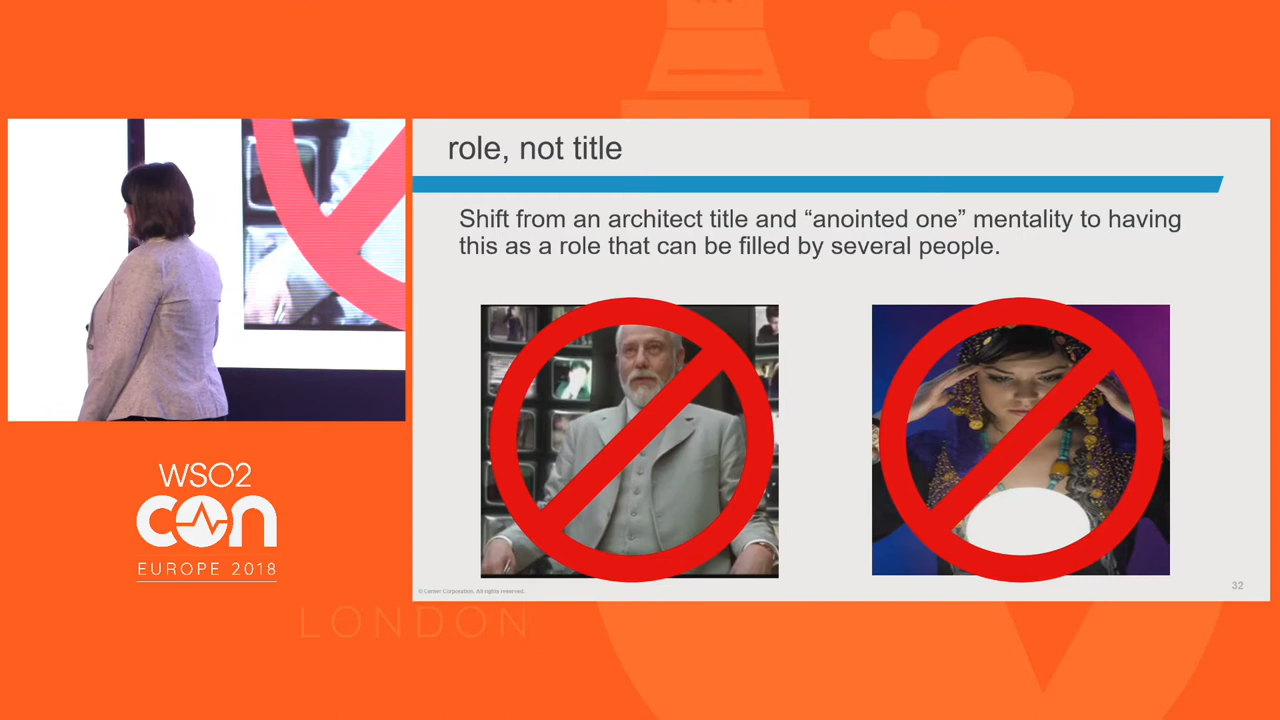 role, not title
Shift from an architect title and “anointed one” mentality to having
this as a role that can be filled by several people.
WSO2
con
EUROPE 2018
LONDON
© Cerner Corporation. All rights reserved.
32